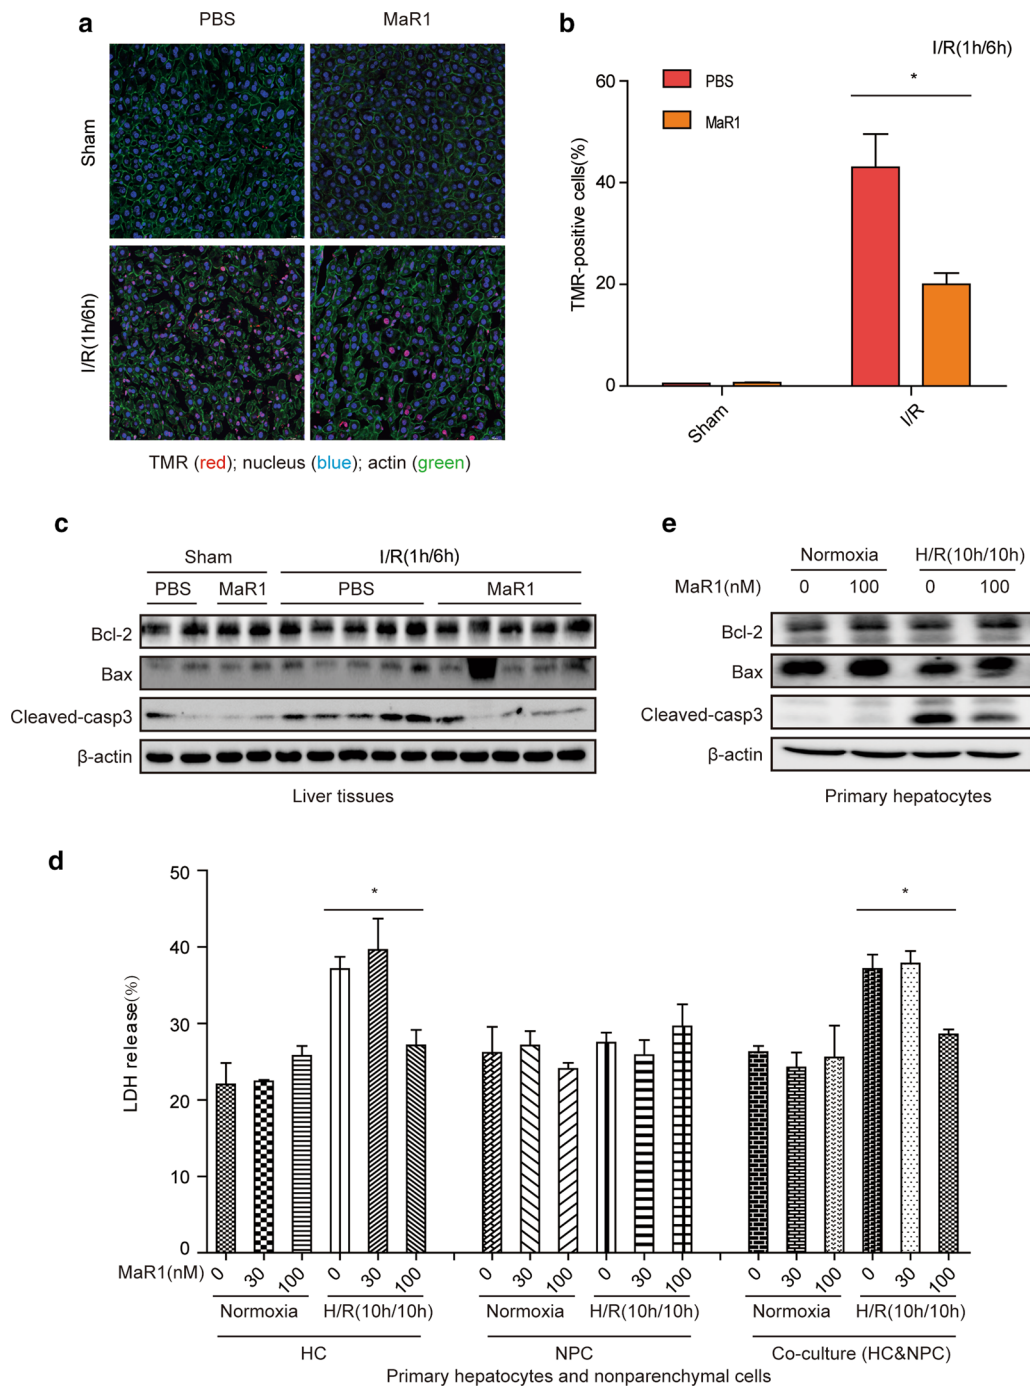 a
PBS
MaR1
Sham
I/R(1h/6h)
TMR (red); nucleus (blue); actin (green)
b
I/R(1h/6h)
PBS
MaR1
*
TMR-positive cells(%)
60
40
20
0
Sham
I/R
c
Sham
I/R(1h/6h)
PBS
MaR1
PBS
MaR1
Bcl-2
Bax
Cleaved-casp3
β-actin
Liver tissues
e
Normoxia
H/R(10h/10h)
MaR1(nM)
0
100
0
100
Bcl-2
Bax
Cleaved-casp3
β-actin
Primary hepatocytes
d
LDH release(%)
50
40
30
20
10
0
*
*
MaR1(nM)
0
30
100
0
30
100
0
30
100
0
30
100
0
30
100
0
30
100
Normoxia
H/R(10h/10h)
Normoxia
H/R(10h/10h)
Normoxia
H/R(10h/10h)
HC
NPC
Co-culture (HC&NPC)
Primary hepatocytes and nonparenchymal cells